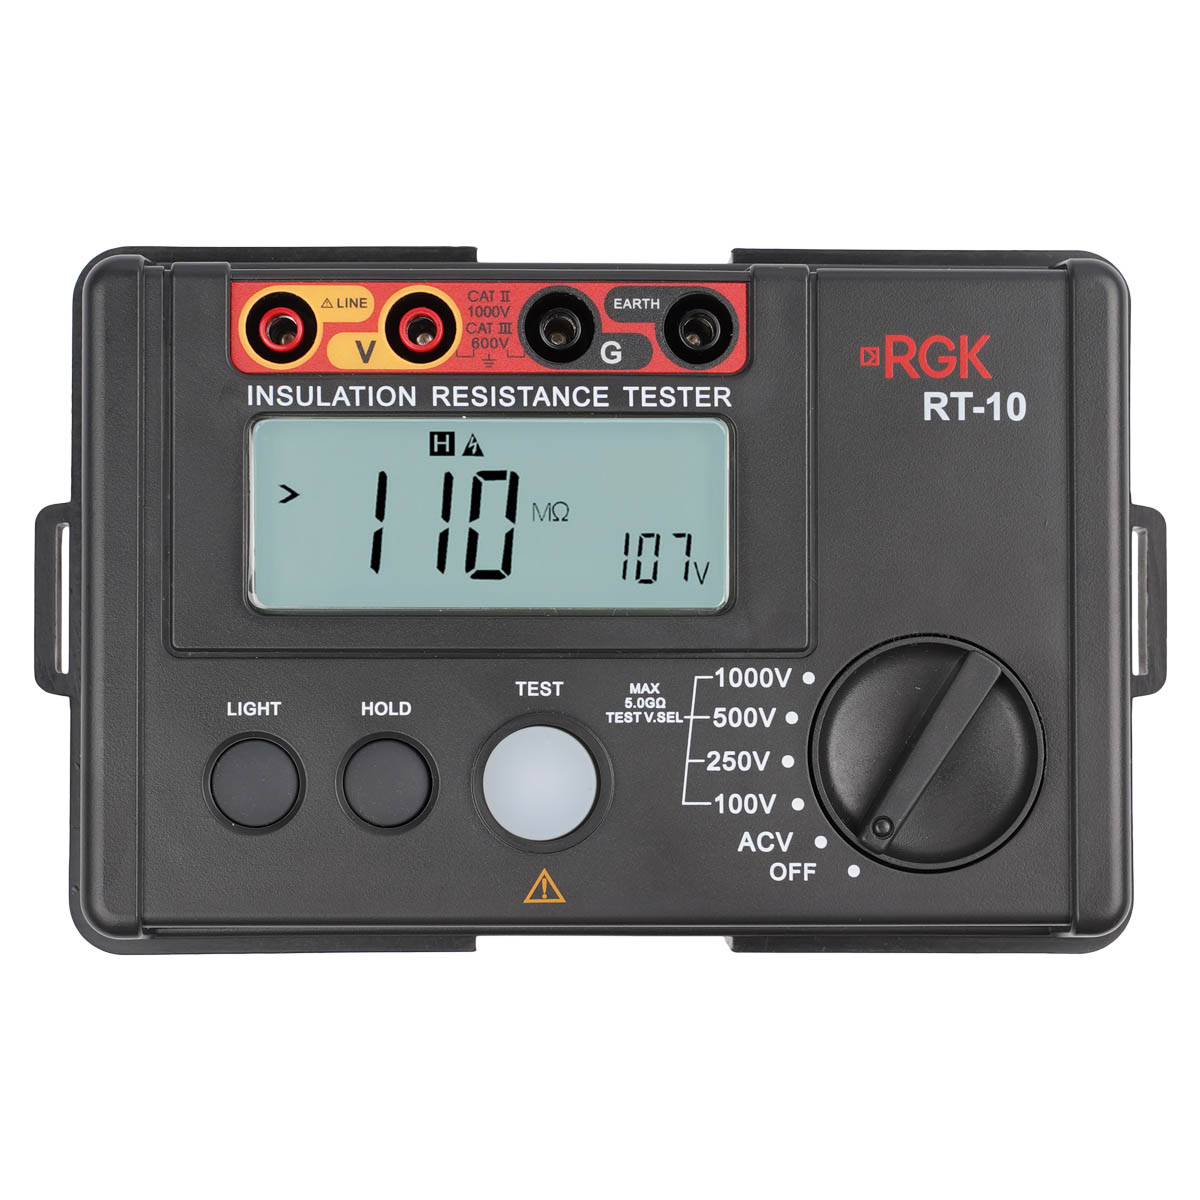 ⚠ LINE
V
CAT II
1000V
CAT III
600V
EARTH
G
RGK
RT-10
INSULATION RESISTANCE TESTER
H
> 110 MΩ
107V
LIGHT
HOLD
TEST
MAX
5.0GΩ
TEST V.SEL
1000V
500V
250V
100V
ACV
OFF